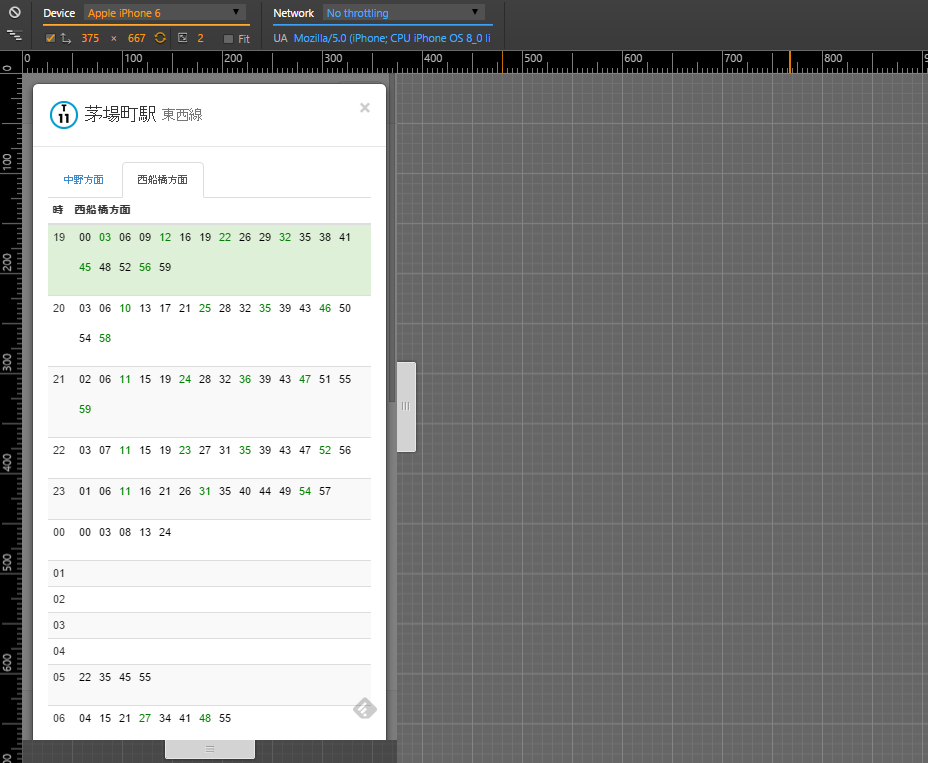 Device Apple iPhone 6 ▼ Network No throttling ▼
375 × 667 2 Fit UA Mozilla/5.0 (iPhone; CPU iPhone OS 8_0 li
0 100 200 300 400 500 600 700 800 9
T
11 茅場町駅 東西線 ×
中野方面 西船橋方面
時 西船橋方面
19 00 03 06 09 12 16 19 22 26 29 32 35 38 41
45 48 52 56 59
20 03 06 10 13 17 21 25 28 32 35 39 43 46 50
54 58
21 02 06 11 15 19 24 28 32 36 39 43 47 51 55
59
22 03 07 11 15 19 23 27 31 35 39 43 47 52 56
23 01 06 11 16 21 26 31 35 40 44 49 54 57
00 00 03 08 13 24
01
02
03
04
05 22 35 45 55
06 04 15 21 27 34 41 48 55
0
100
200
300
400
500
600